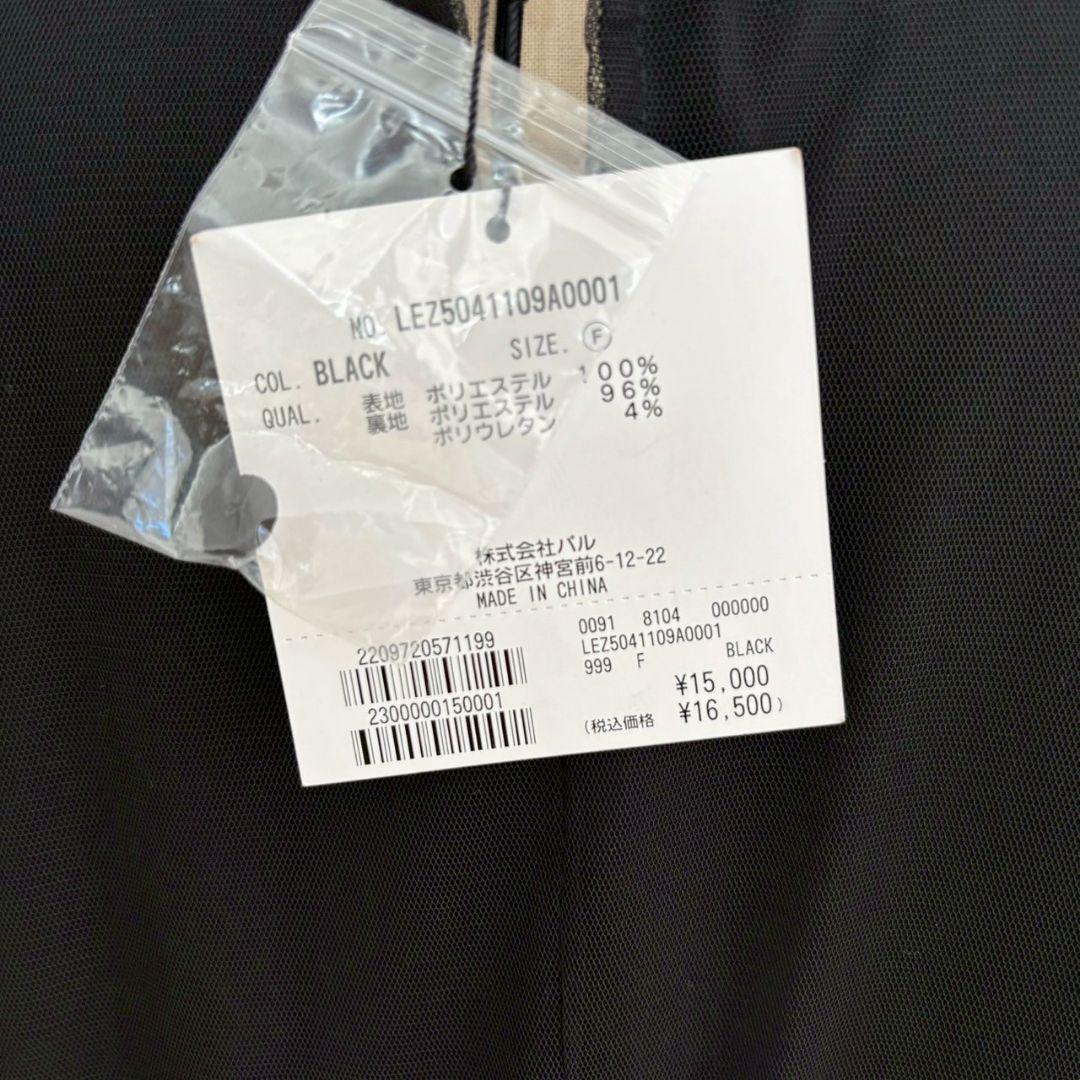 NO. LEZ5041109A0001
COL. BLACK SIZE. F
QUAL. 表地 ポリエステル 100%
裏地 ポリエステル 96%
ポリウレタン 4%
株式会社バル
東京都渋谷区神宮前6-12-22
MADE IN CHINA
2209720571199
2300000150001
0091 8104 000000
LEZ5041109A0001
999 F BLACK
¥15,000
(税込価格 ¥16,500)